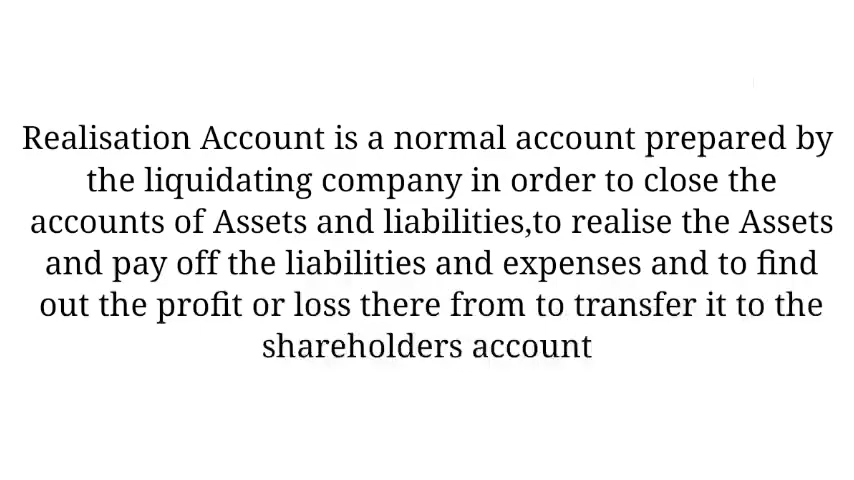 Realisation Account is a normal account prepared by
the liquidating company in order to close the
accounts of Assets and liabilities,to realise the Assets
and pay off the liabilities and expenses and to find
out the profit or loss there from to transfer it to the
shareholders account